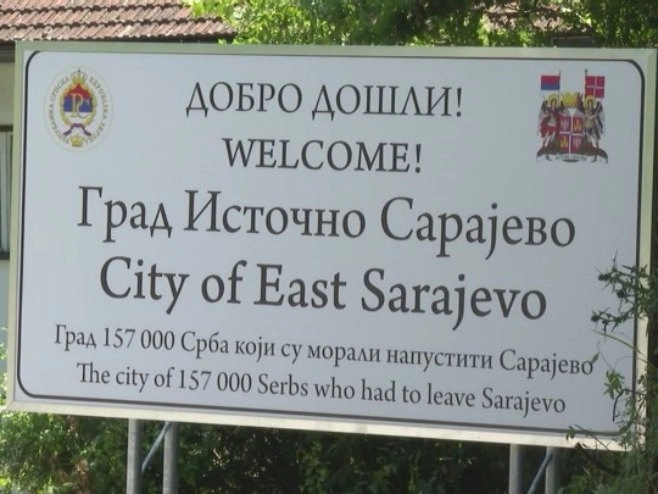 ДОБРО ДОШЛИ!
WELCOME!
Град Источно Сарајево
City of East Sarajevo
Град 157 000 Срба који су морали напустити Сарајево
The city of 157 000 Serbs who had to leave Sarajevo